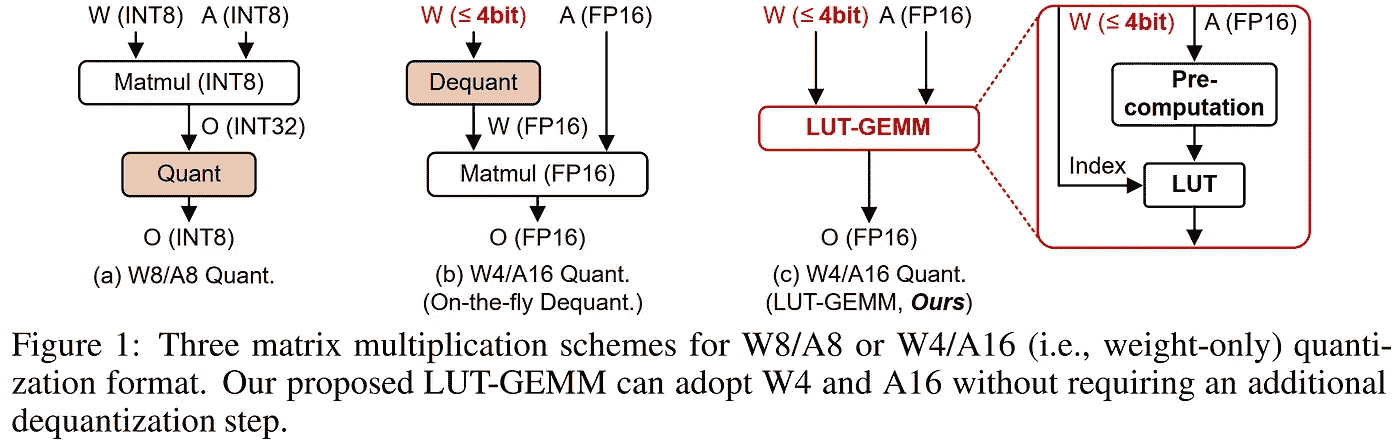 W (INT8) A (INT8)
Matmul (INT8)
O (INT32)
Quant
O (INT8)
(a) W8/A8 Quant.
W (≤ 4bit) A (FP16)
Dequant
W (FP16)
Matmul (FP16)
O (FP16)
(b) W4/A16 Quant.
(On-the-fly Dequant.)
W (≤ 4bit) A (FP16)
LUT-GEMM
O (FP16)
(c) W4/A16 Quant.
(LUT-GEMM, Ours)
W (≤ 4bit) A (FP16)
Pre-
computation
Index
LUT
Figure 1: Three matrix multiplication schemes for W8/A8 or W4/A16 (i.e., weight-only) quanti-
zation format. Our proposed LUT-GEMM can adopt W4 and A16 without requiring an additional
dequantization step.